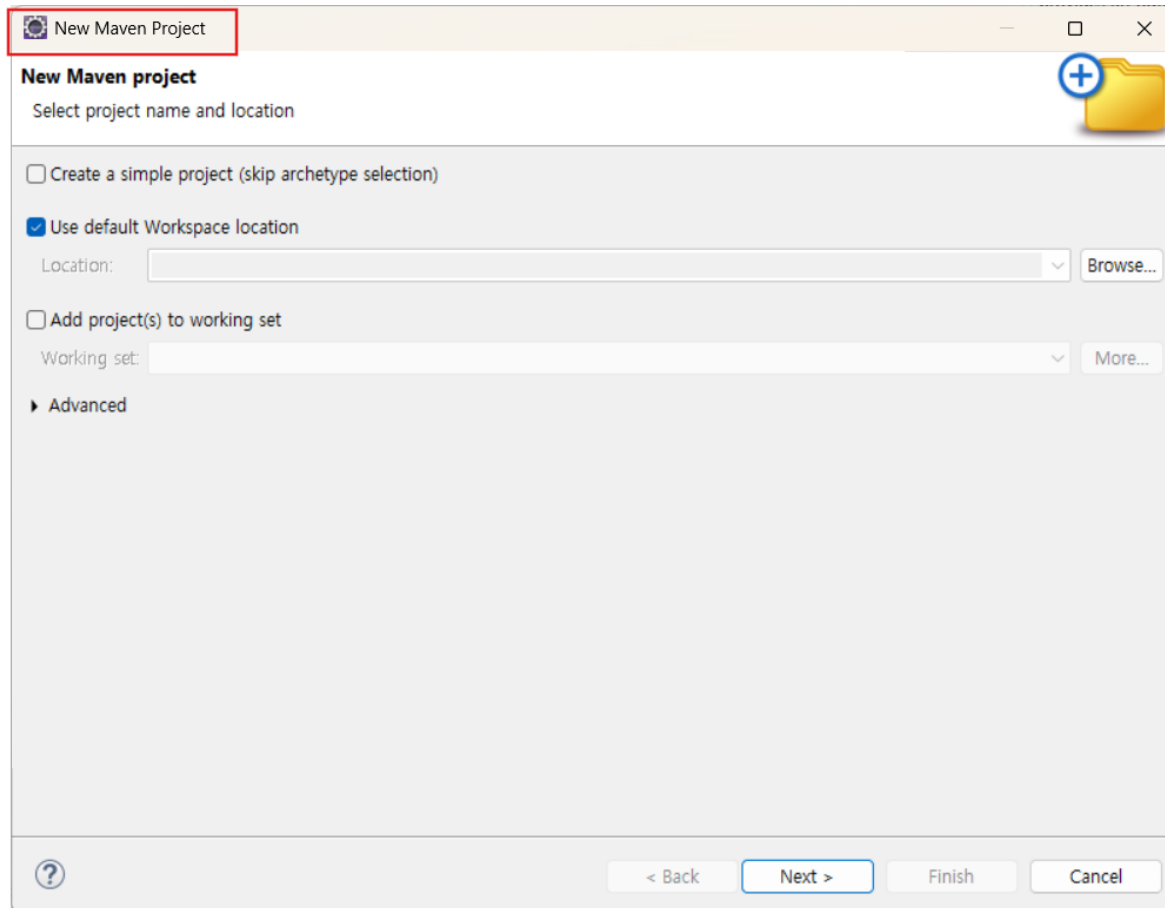 New Maven Project
New Maven project
Select project name and location
Create a simple project (skip archetype selection)
Use default Workspace location
Location:
Browse...
Add project(s) to working set
Working set:
More...
Advanced
?
< Back
Next >
Finish
Cancel